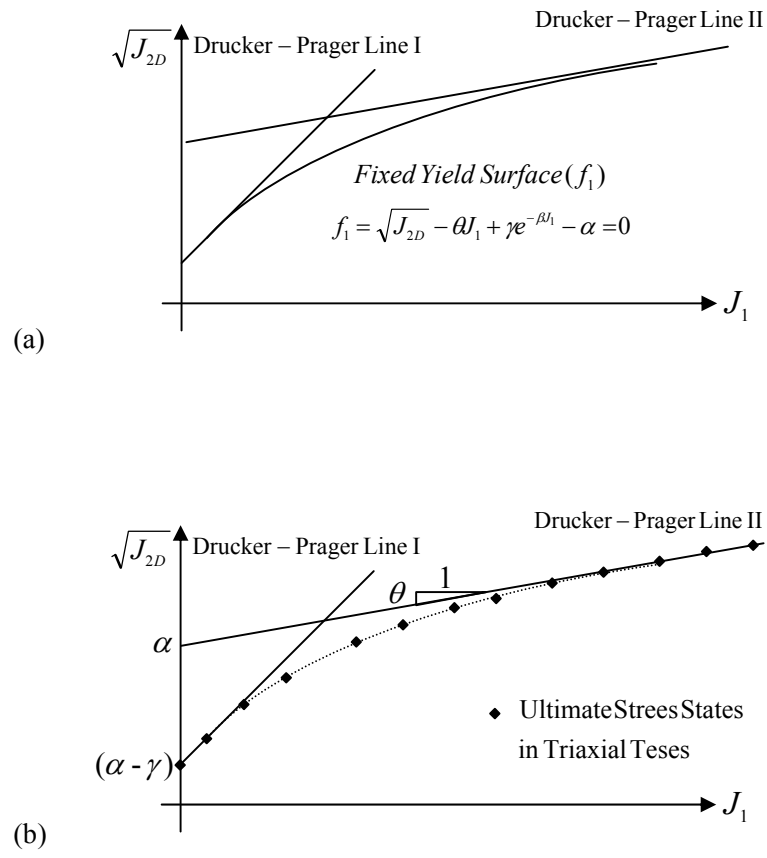 √J₂D
Drucker – Prager Line I
Drucker – Prager Line II
Fixed Yield Surface (f₁)
f₁ = √J₂D − θJ₁ + γe^(−βJ₁) − α = 0
J₁
(a)
Drucker – Prager Line II
√J₂D
Drucker – Prager Line I
θ
1
α
Ultimate Strees States
in Triaxial Teses
(α - γ)
J₁
(b)